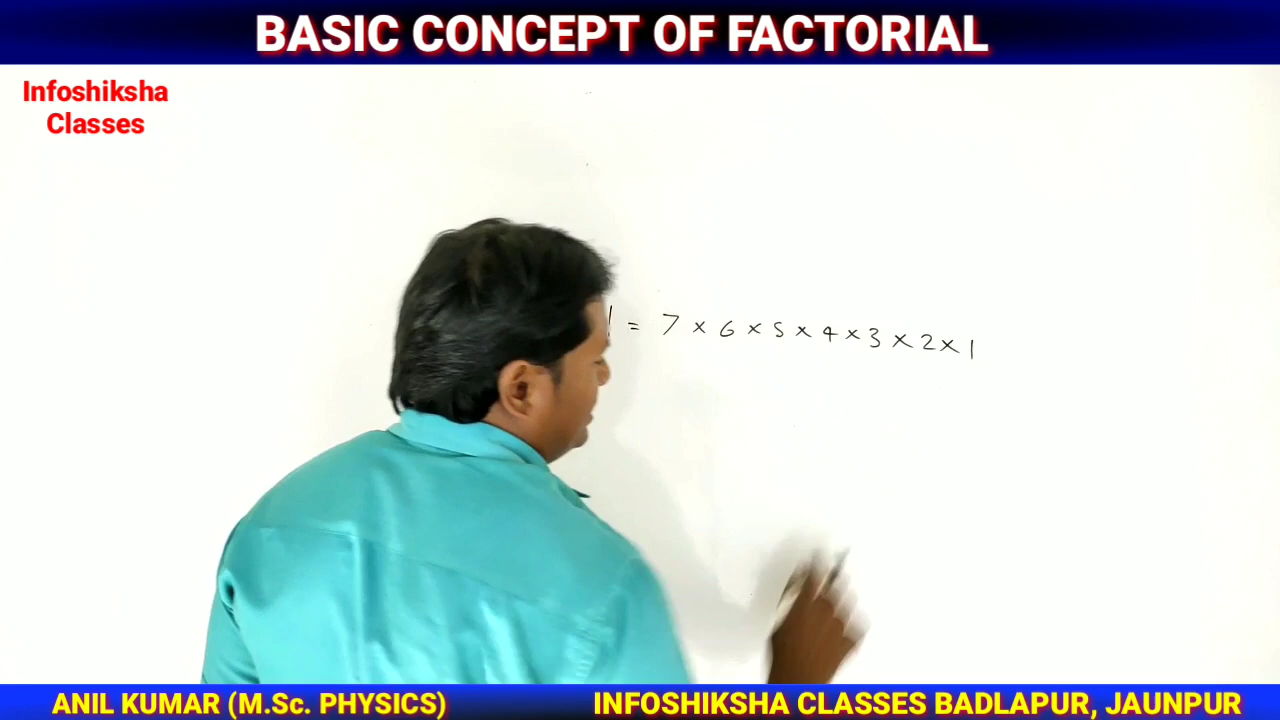 BASIC CONCEPT OF FACTORIAL
Infoshiksha
Classes
! = 7 × 6 × 5 × 4 × 3 × 2 × 1
ANIL KUMAR (M.Sc. PHYSICS)
INFOSHIKSHA CLASSES BADLAPUR, JAUNPUR